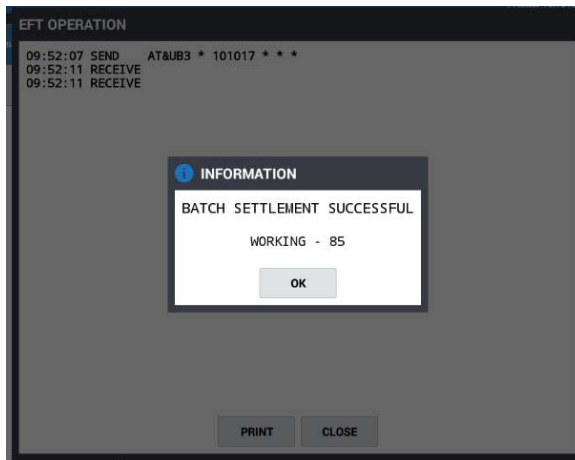 EFT OPERATION
09:52:07 SEND AT&UB3 * 101017 * * *
09:52:11 RECEIVE
09:52:11 RECEIVE
INFORMATION
BATCH SETTLEMENT SUCCESSFUL
WORKING - 85
OK
PRINT CLOSE